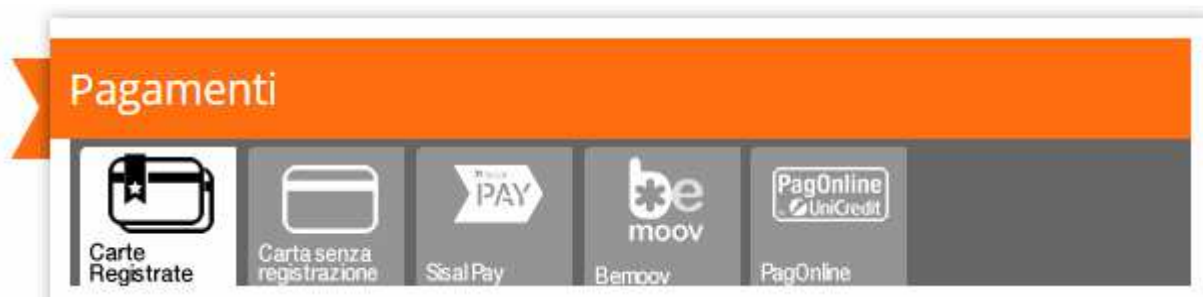 Pagamenti
PAY
be
moov
PagOnline
UniCredit
Carte
Registrate
Carta senza
registrazione
Sisal Pay
Bemoov
PagOnline